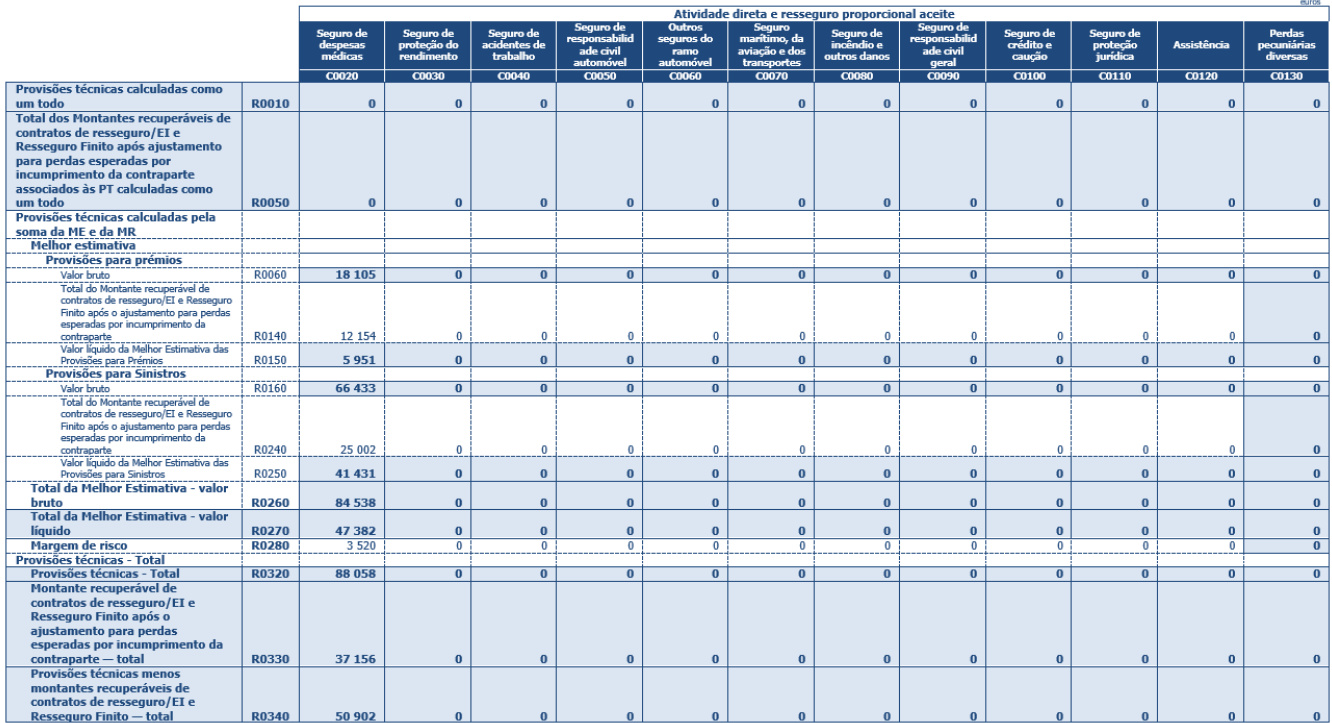 euros
Atividade direta e resseguro proporcional aceite
Seguro de despesas médicas Seguro de proteção do rendimento Seguro de acidentes de trabalho Seguro de responsabilid ade civil automóvel Outros seguros do ramo automóvel Seguro marítimo, da aviação e dos transportes Seguro de incêndio e outros danos Seguro de responsabilid ade civil geral Seguro de crédito e caução Seguro de proteção jurídica Assistência Perdas pecuniárias diversas
C0020 C0030 C0040 C0050 C0060 C0070 C0080 C0090 C0100 C0110 C0120 C0130
Provisões técnicas calculadas como
um todo R0010 0 0 0 0 0 0 0 0 0 0 0 0
Total dos Montantes recuperáveis de
contratos de resseguro/EI e
Resseguro Finito após ajustamento
para perdas esperadas por
incumprimento da contraparte
associados às PT calculadas como
um todo R0050 0 0 0 0 0 0 0 0 0 0 0 0
Provisões técnicas calculadas pela
soma da ME e da MR
Melhor estimativa
Provisões para prémios
Valor bruto R0060 18 105 0 0 0 0 0 0 0 0 0 0 0
Total do Montante recuperável de
contratos de resseguro/EI e Resseguro
Finito após o ajustamento para perdas
esperadas por incumprimento da
contraparte R0140 12 154 0 0 0 0 0 0 0 0 0 0 0
Valor líquido da Melhor Estimativa das
Provisões para Prémios R0150 5 951 0 0 0 0 0 0 0 0 0 0 0
Provisões para Sinistros
Valor bruto R0160 66 433 0 0 0 0 0 0 0 0 0 0 0
Total do Montante recuperável de
contratos de resseguro/EI e Resseguro
Finito após o ajustamento para perdas
esperadas por incumprimento da
contraparte R0240 25 002 0 0 0 0 0 0 0 0 0 0 0
Valor líquido da Melhor Estimativa das
Provisões para Sinistros R0250 41 431 0 0 0 0 0 0 0 0 0 0 0
Total da Melhor Estimativa - valor
bruto R0260 84 538 0 0 0 0 0 0 0 0 0 0 0
Total da Melhor Estimativa - valor
líquido R0270 47 382 0 0 0 0 0 0 0 0 0 0 0
Margem de risco R0280 3 520 0 0 0 0 0 0 0 0 0 0 0
Provisões técnicas - Total
Provisões técnicas - Total R0320 88 058 0 0 0 0 0 0 0 0 0 0 0
Montante recuperável de
contratos de resseguro/EI e
Resseguro Finito após o
ajustamento para perdas
esperadas por incumprimento da
contraparte — total R0330 37 156 0 0 0 0 0 0 0 0 0 0 0
Provisões técnicas menos
montantes recuperáveis de
contratos de resseguro/EI e
Resseguro Finito — total R0340 50 902 0 0 0 0 0 0 0 0 0 0 0